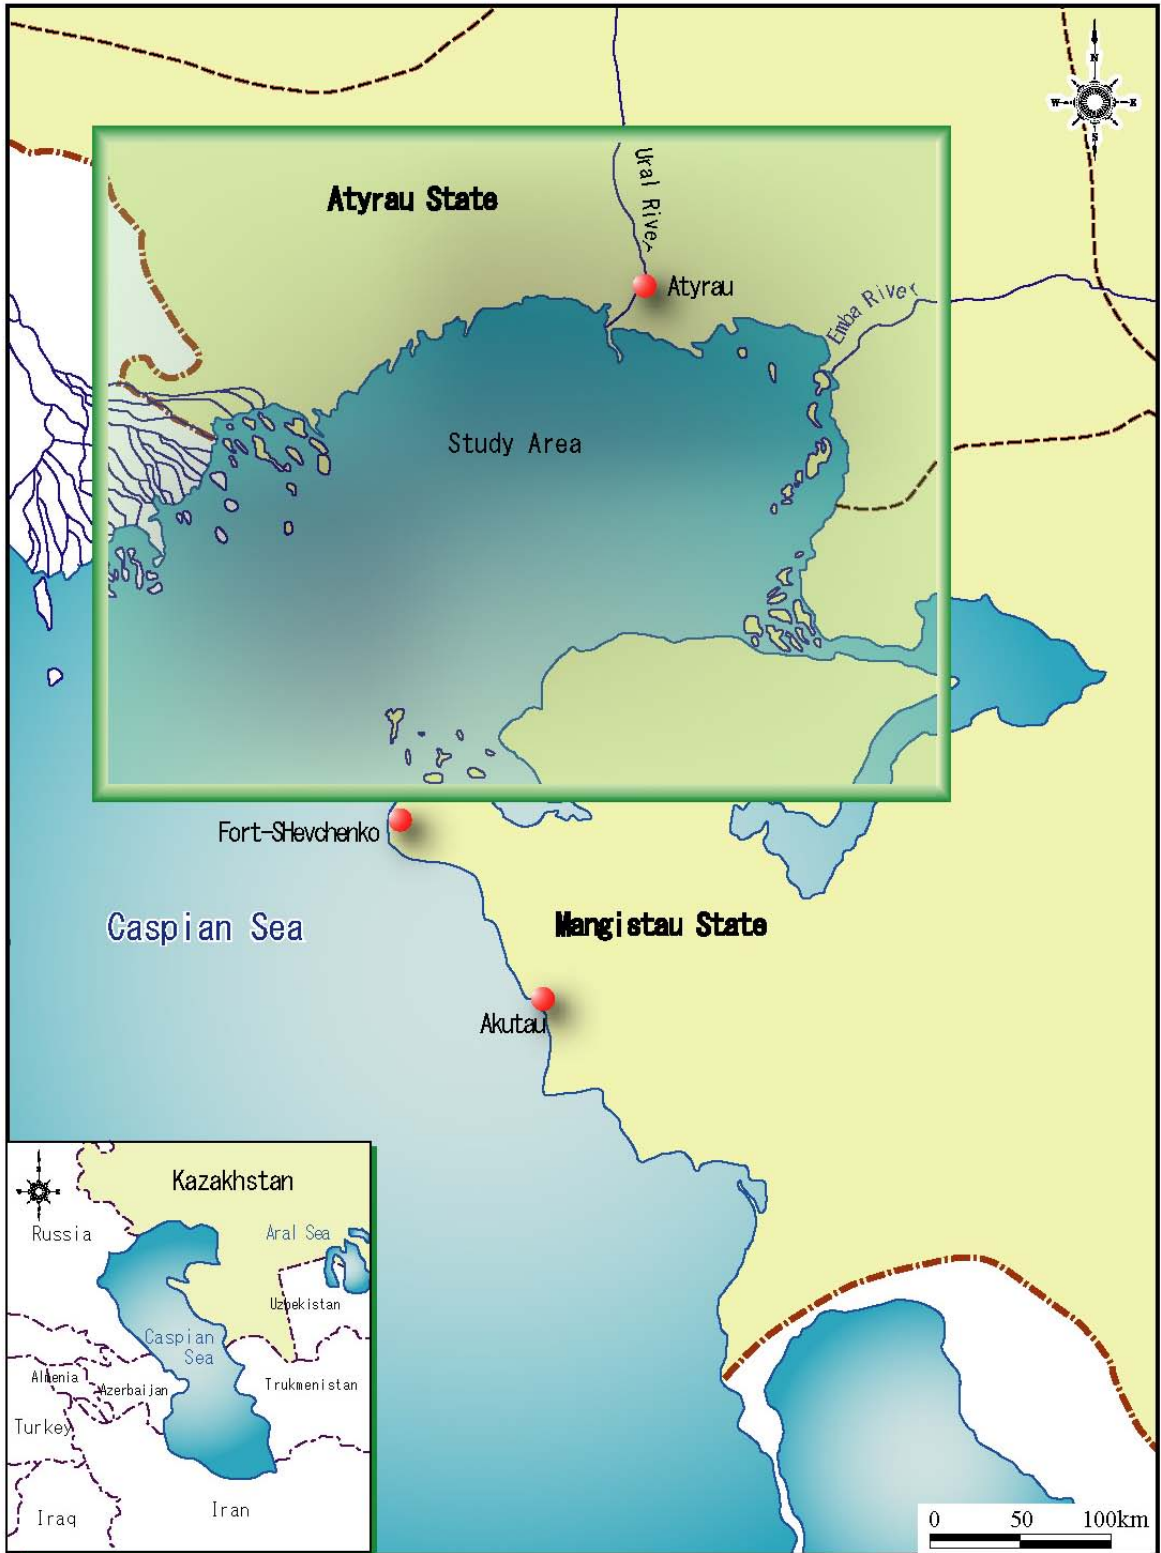 N
W E
S
Ural River
Atyrau State
Atyrau
Emba River
Study Area
Fort-SHevchenko
Caspian Sea
Mangistau State
Akutau
Kazakhstan
Russia
Aral Sea
Uzbekistan
Caspian
Sea
Almenia
Azerbaijan
Trukmenistan
Turkey
Iran
Iraq
0 50 100km